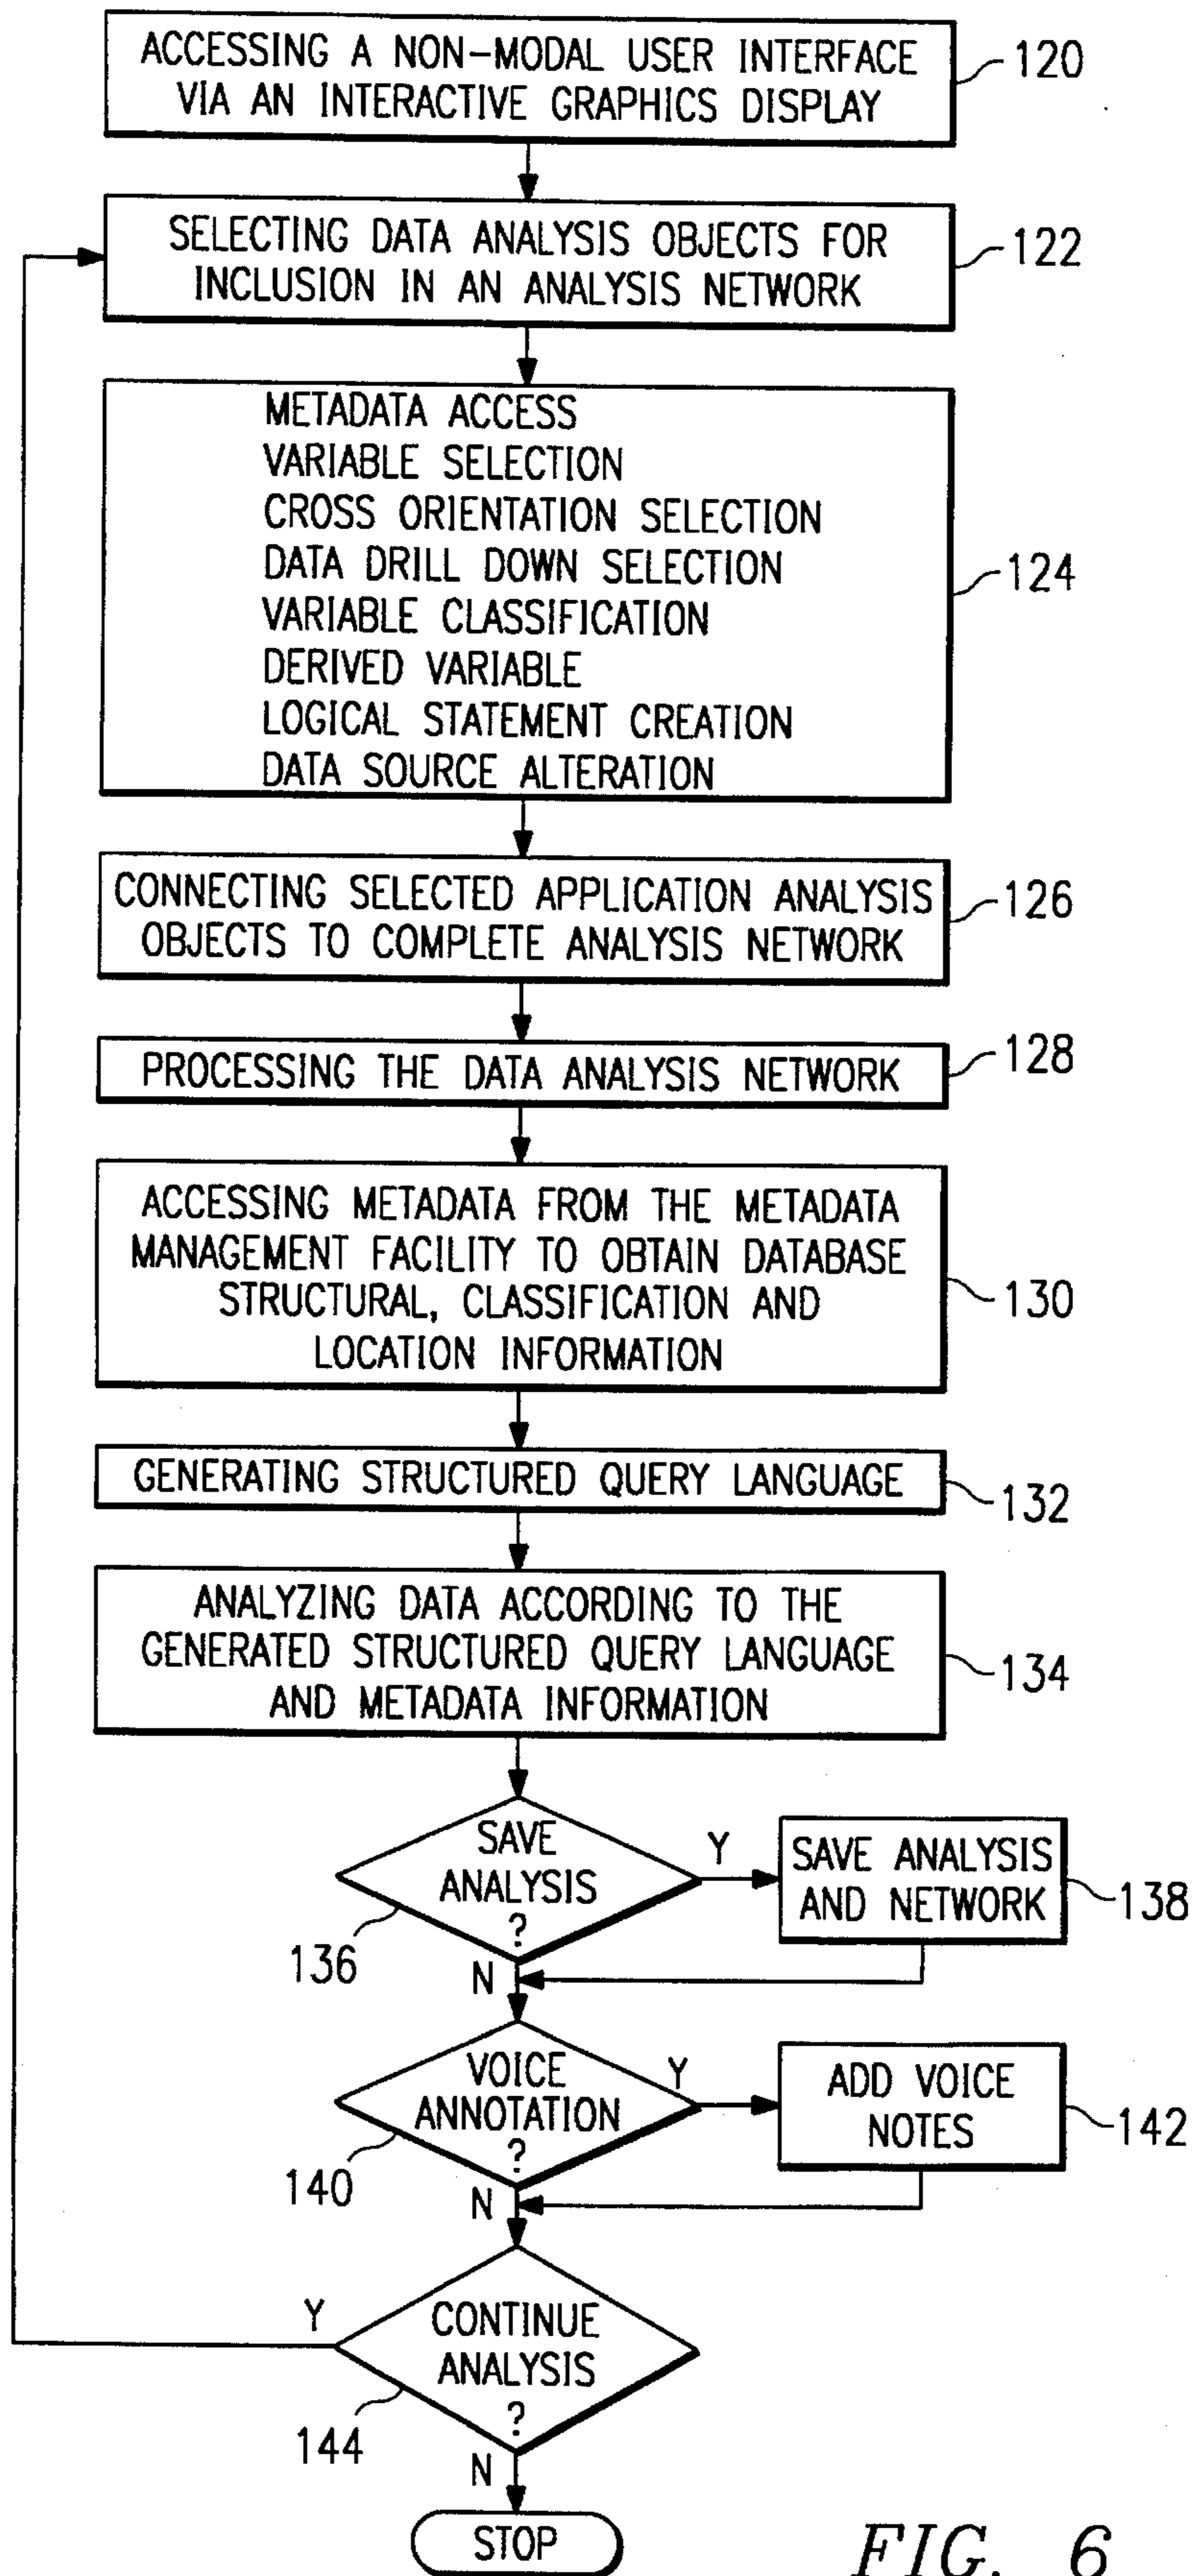 ACCESSING A NON-MODAL USER INTERFACE
VIA AN INTERACTIVE GRAPHICS DISPLAY
120
SELECTING DATA ANALYSIS OBJECTS FOR
INCLUSION IN AN ANALYSIS NETWORK
122
METADATA ACCESS
VARIABLE SELECTION
CROSS ORIENTATION SELECTION
DATA DRILL DOWN SELECTION
VARIABLE CLASSIFICATION
DERIVED VARIABLE
LOGICAL STATEMENT CREATION
DATA SOURCE ALTERATION
124
CONNECTING SELECTED APPLICATION ANALYSIS
OBJECTS TO COMPLETE ANALYSIS NETWORK
126
PROCESSING THE DATA ANALYSIS NETWORK
128
ACCESSING METADATA FROM THE METADATA
MANAGEMENT FACILITY TO OBTAIN DATABASE
STRUCTURAL, CLASSIFICATION AND
LOCATION INFORMATION
130
GENERATING STRUCTURED QUERY LANGUAGE
132
ANALYZING DATA ACCORDING TO THE
GENERATED STRUCTURED QUERY LANGUAGE
AND METADATA INFORMATION
134
SAVE
ANALYSIS
?
136
Y
SAVE ANALYSIS
AND NETWORK
138
N
VOICE
ANNOTATION
?
140
Y
ADD VOICE
NOTES
142
N
CONTINUE
ANALYSIS
?
144
Y
N
STOP
FIG. 6